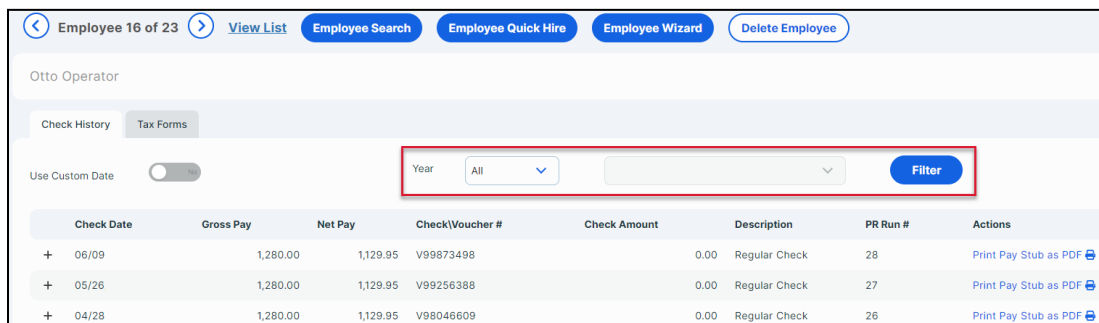 Employee 16 of 23 View List Employee Search Employee Quick Hire Employee Wizard Delete Employee
Otto Operator
Check History Tax Forms
Use Custom Date No Year All Filter
Check Date Gross Pay Net Pay Check\Voucher # Check Amount Description PR Run # Actions
+ 06/09 1,280.00 1,129.95 V99873498 0.00 Regular Check 28 Print Pay Stub as PDF
+ 05/26 1,280.00 1,129.95 V99256388 0.00 Regular Check 27 Print Pay Stub as PDF
+ 04/28 1,280.00 1,129.95 V98046609 0.00 Regular Check 26 Print Pay Stub as PDF